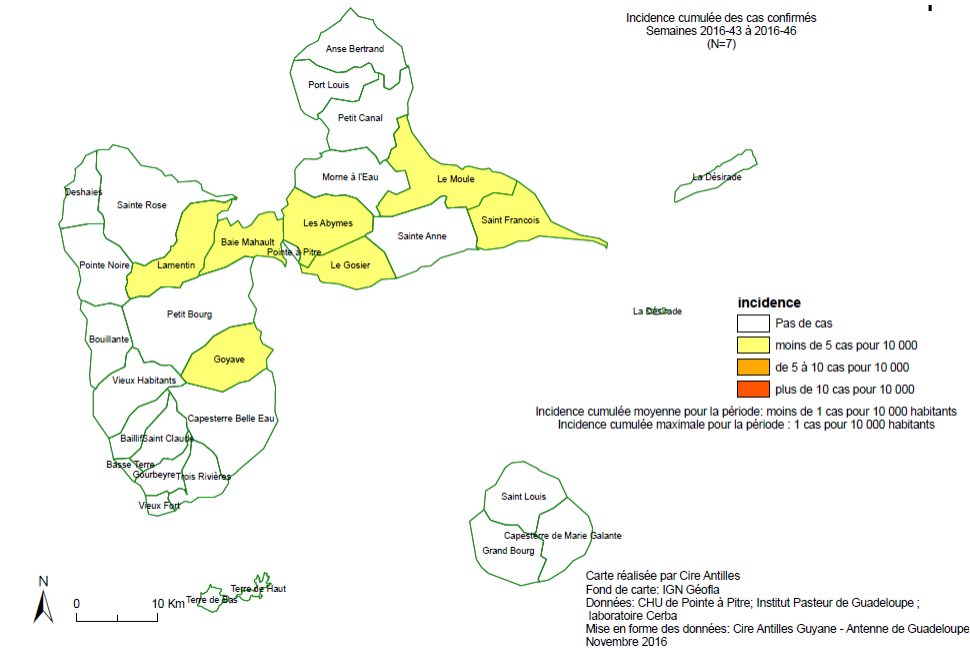 Incidence cumulée des cas confirmés
Semaines 2016-43 à 2016-46
(N=7)
Anse Bertrand
Port Louis
Petit Canal
Morne à l'Eau
Le Moule
La Désirade
Deshaies
Sainte Rose
Les Abymes
Saint Francois
Sainte Anne
Baie Mahault
Pointe à Pitre
Pointe Noire
Lamentin
Le Gosier
Petit Bourg
La Désirade
Bouillante
Goyave
Vieux Habitants
Capesterre Belle Eau
Baillif
Saint Claude
Basse Terre
Gourbeyre
Trois Rivières
Vieux Fort
incidence
Pas de cas
moins de 5 cas pour 10 000
de 5 à 10 cas pour 10 000
plus de 10 cas pour 10 000
Incidence cumulée moyenne pour la période: moins de 1 cas pour 10 000 habitants
Incidence cumulée maximale pour la période : 1 cas pour 10 000 habitants
Saint Louis
Capesterre de Marie Galante
Grand Bourg
Terre de Haut
Terre de Bas
N
0 10 Km
Carte réalisée par Cire Antilles
Fond de carte: IGN Géofla
Données: CHU de Pointe à Pitre; Institut Pasteur de Guadeloupe ;
laboratoire Cerba
Mise en forme des données: Cire Antilles Guyane - Antenne de Guadeloupe
Novembre 2016